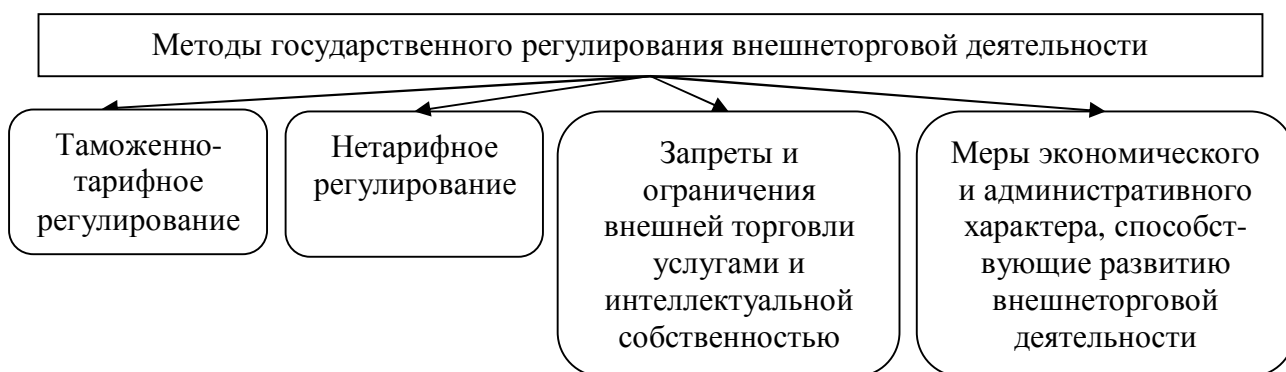 Методы государственного регулирования внешнеторговой деятельности
Таможенно-
тарифное
регулирование
Нетарифное
регулирование
Запреты и
ограничения
внешней торговли
услугами и
интеллектуальной
собственностью
Меры экономического
и административного
характера, способст-
вующие развитию
внешнеторговой
деятельности